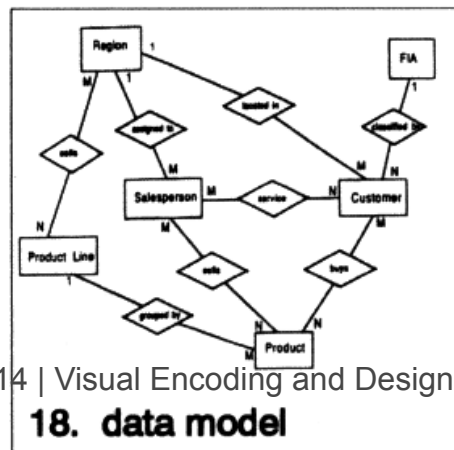 Region
1
FIA
M
1
1
located in
sells
assigned to
classified by
M
M
N
Salesperson
M
service
N
Customer
N
M
M
Product Line
sells
buys
1
grouped by
N
N
M
Product
14 | Visual Encoding and Design
18. data model